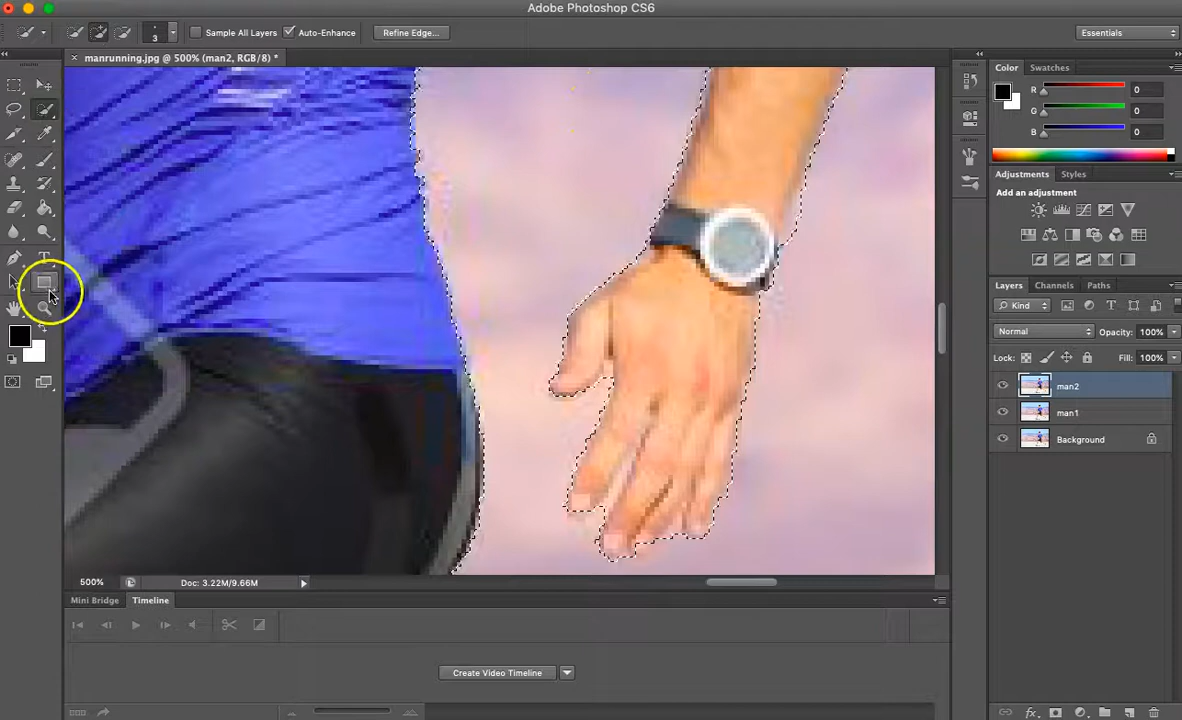 Adobe Photoshop CS6
3
Sample All Layers
Auto-Enhance
Refine Edge...
Essentials
manrunning.jpg @ 500% (man2, RGB/8) *
Color
Swatches
R
0
G
0
B
0
Adjustments
Styles
Add an adjustment
Layers
Channels
Paths
Kind
Normal
Opacity:
100%
Lock:
Fill:
100%
man2
man1
Background
500%
Doc: 3.22M/9.66M
Mini Bridge
Timeline
Create Video Timeline